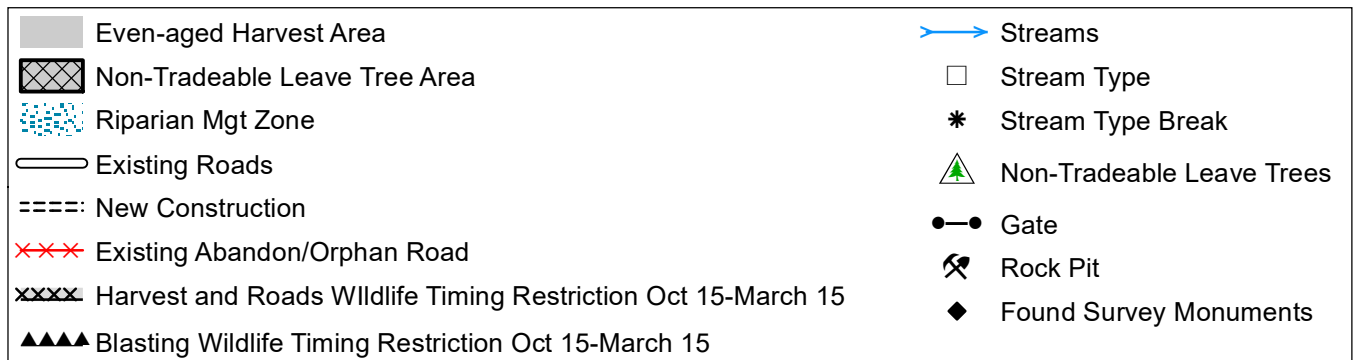 Even-aged Harvest Area
Non-Tradeable Leave Tree Area
Riparian Mgt Zone
Existing Roads
New Construction
Existing Abandon/Orphan Road
Harvest and Roads WIldlife Timing Restriction Oct 15-March 15
Blasting Wildlife Timing Restriction Oct 15-March 15
Streams
Stream Type
Stream Type Break
Non-Tradeable Leave Trees
Gate
Rock Pit
Found Survey Monuments